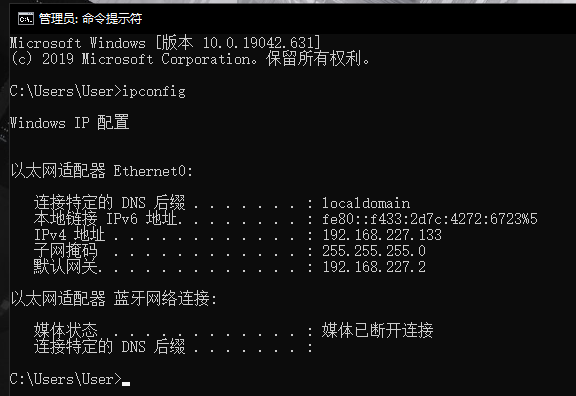 管理员: 命令提示符
Microsoft Windows [版本 10.0.19042.631]
(c) 2019 Microsoft Corporation。保留所有权利。
C:\Users\User>ipconfig
Windows IP 配置
以太网适配器 Ethernet0:
连接特定的 DNS 后缀 . . . . . . . : localdomain
本地链接 IPv6 地址. . . . . . . . : fe80::f433:2d7c:4272:6723%5
IPv4 地址 . . . . . . . . . . . . : 192.168.227.133
子网掩码 . . . . . . . . . . . . : 255.255.255.0
默认网关. . . . . . . . . . . . . : 192.168.227.2
以太网适配器 蓝牙网络连接:
媒体状态 . . . . . . . . . . . . : 媒体已断开连接
连接特定的 DNS 后缀 . . . . . . . :
C:\Users\User>